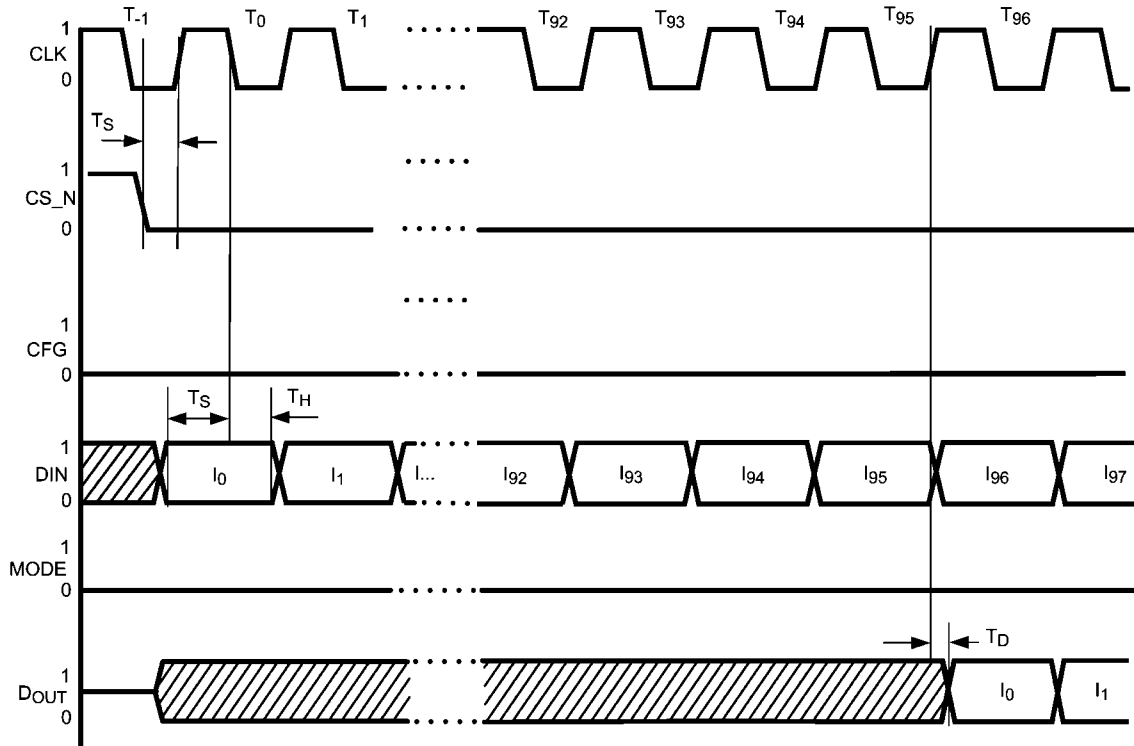 T-1 T0 T1 T92 T93 T94 T95 T96
1
CLK
0
TS
1
CS_N
0
1
CFG
0
TS TH
1
DIN I0 I1 I... I92 I93 I94 I95 I96 I97
0
1
MODE
0
TD
1
DOUT I0 I1
0